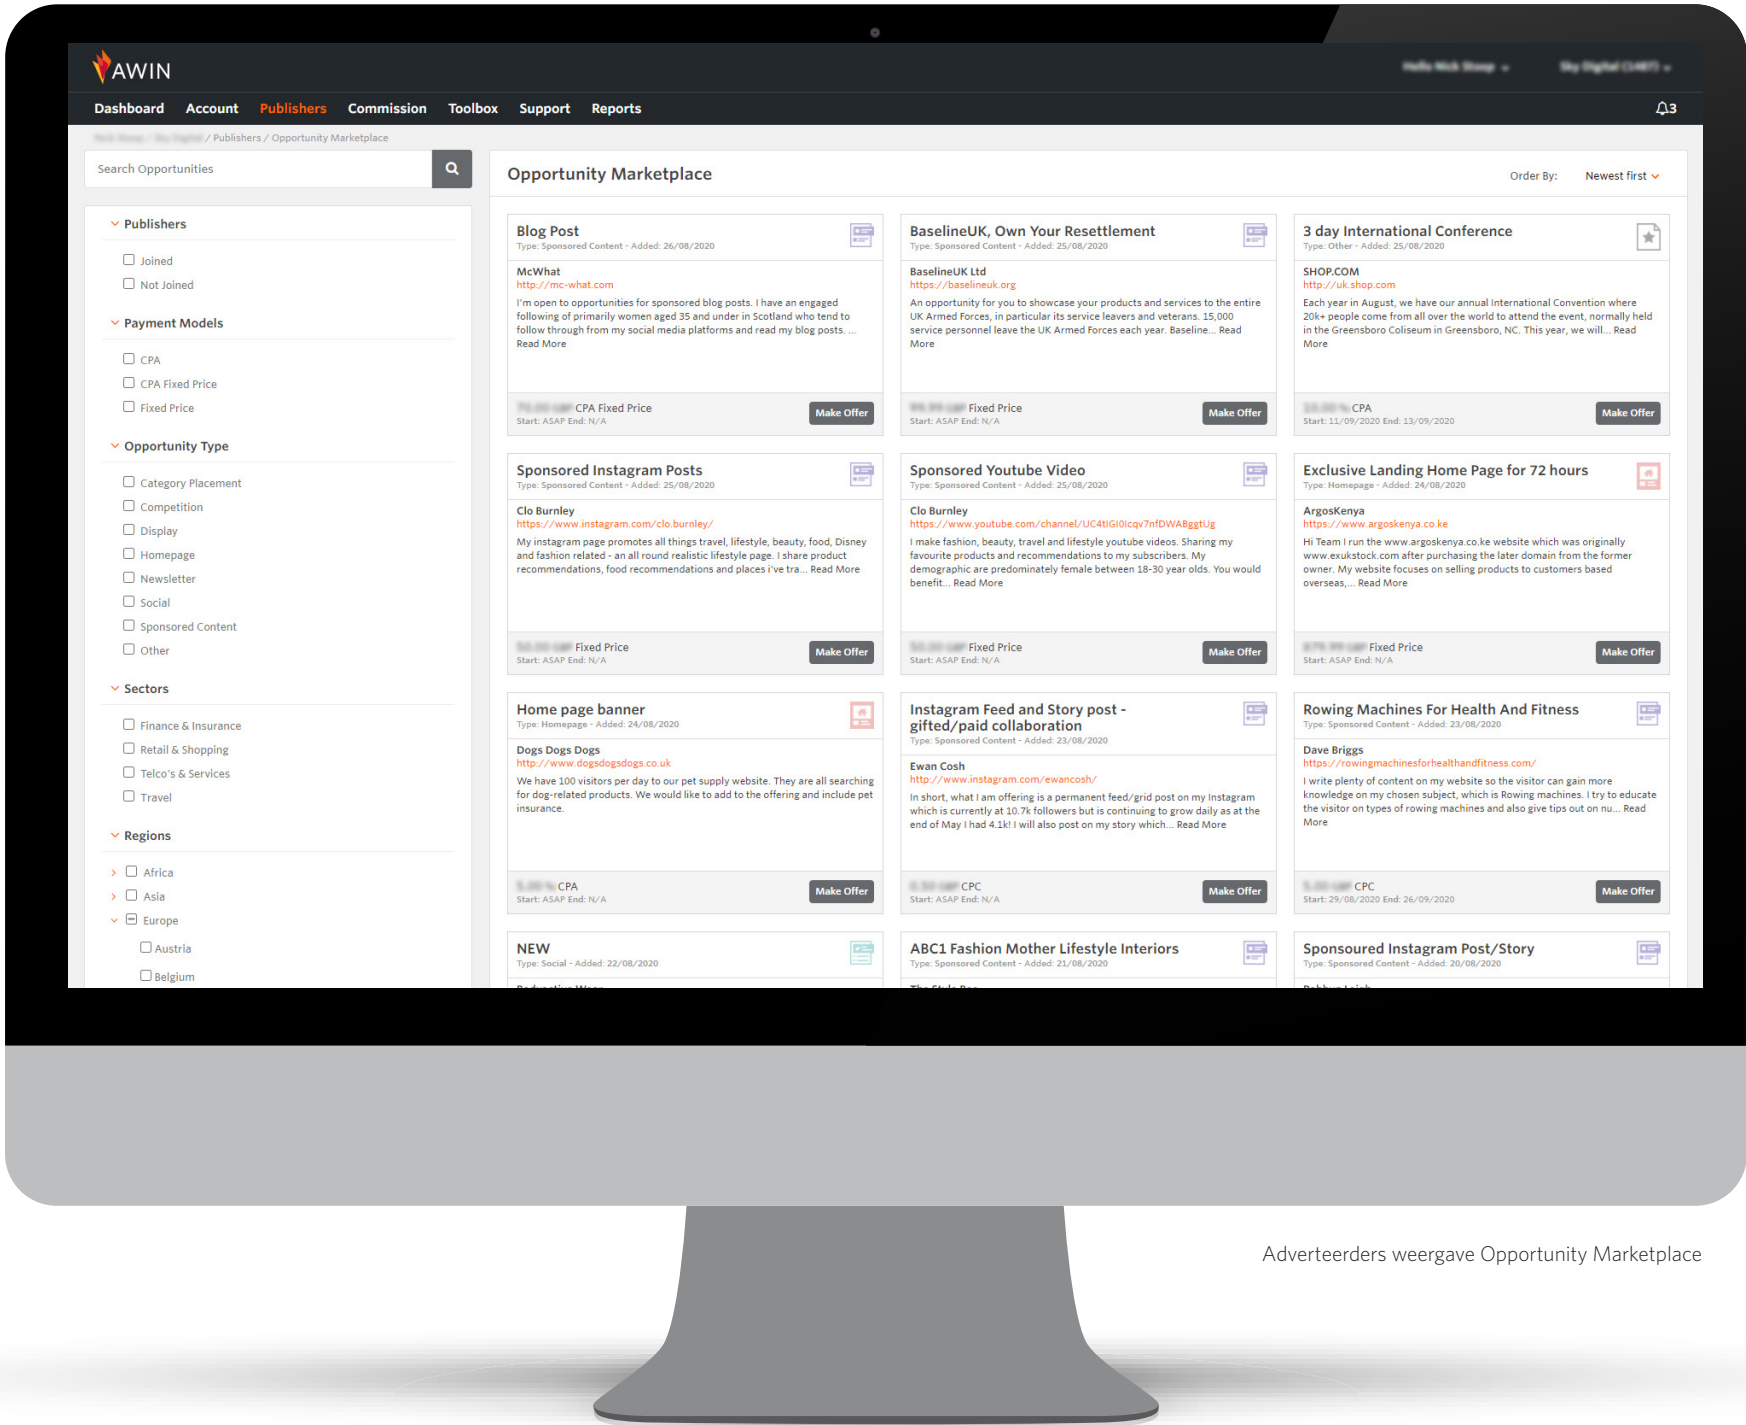 AWIN
Dashboard Account Publishers Commission Toolbox Support Reports 3
/ Publishers / Opportunity Marketplace
Search Opportunities
Publishers
Joined
Not Joined
Payment Models
CPA
CPA Fixed Price
Fixed Price
Opportunity Type
Category Placement
Competition
Display
Homepage
Newsletter
Social
Sponsored Content
Other
Sectors
Finance & Insurance
Retail & Shopping
Telco's & Services
Travel
Regions
Africa
Asia
Europe
Austria
Belgium
Opportunity Marketplace
Order By: Newest first
Blog Post
Type: Sponsored Content - Added: 26/08/2020
McWhat
http://mc-what.com
I'm open to opportunities for sponsored blog posts. I have an engaged
following of primarily women aged 35 and under in Scotland who tend to
follow through from my social media platforms and read my blog posts. ...
Read More
CPA Fixed Price
Start: ASAP End: N/A
Make Offer
BaselineUK, Own Your Resettlement
Type: Sponsored Content - Added: 25/08/2020
BaselineUK Ltd
https://baselineuk.org
An opportunity for you to showcase your products and services to the entire
UK Armed Forces, in particular its service leavers and veterans. 15,000
service personnel leave the UK Armed Forces each year. Baseline... Read
More
Fixed Price
Start: ASAP End: N/A
Make Offer
3 day International Conference
Type: Other - Added: 25/08/2020
SHOP.COM
http://uk.shop.com
Each year in August, we have our annual International Convention where
20k+ people come from all over the world to attend the event, normally held
in the Greensboro Coliseum in Greensboro, NC. This year, we will... Read
More
CPA
Start: 11/09/2020 End: 13/09/2020
Make Offer
Sponsored Instagram Posts
Type: Sponsored Content - Added: 25/08/2020
Clo Burnley
https://www.instagram.com/clo.burnley/
My instagram page promotes all things travel, lifestyle, beauty, food, Disney
and fashion related - an all round realistic lifestyle page. I share product
recommendations, food recommendations and places i've tra... Read More
Fixed Price
Start: ASAP End: N/A
Make Offer
Sponsored Youtube Video
Type: Sponsored Content - Added: 25/08/2020
Clo Burnley
https://www.youtube.com/channel/UC4tIGI0Icqv7nfDWABggtUg
I make fashion, beauty, travel and lifestyle youtube videos. Sharing my
favourite products and recommendations to my subscribers. My
demographic are predominately female between 18-30 year olds. You would
benefit... Read More
Fixed Price
Start: ASAP End: N/A
Make Offer
Exclusive Landing Home Page for 72 hours
Type: Homepage - Added: 24/08/2020
ArgosKenya
https://www.argoskenya.co.ke
Hi Team I run the www.argoskenya.co.ke website which was originally
www.exukstock.com after purchasing the later domain from the former
owner. My website focuses on selling products to customers based
overseas,... Read More
Fixed Price
Start: ASAP End: N/A
Make Offer
Home page banner
Type: Homepage - Added: 24/08/2020
Dogs Dogs Dogs
http://www.dogsdogsdogs.co.uk
We have 100 visitors per day to our pet supply website. They are all searching
for dog-related products. We would like to add to the offering and include pet
insurance.
CPA
Start: ASAP End: N/A
Make Offer
Instagram Feed and Story post -
gifted/paid collaboration
Type: Sponsored Content - Added: 23/08/2020
Ewan Cosh
http://www.instagram.com/ewancosh/
In short, what I am offering is a permanent feed/grid post on my Instagram
which is currently at 10.7k followers but is continuing to grow daily as at the
end of May I had 4.1k! I will also post on my story which... Read More
CPC
Start: ASAP End: N/A
Make Offer
Rowing Machines For Health And Fitness
Type: Sponsored Content - Added: 23/08/2020
Dave Briggs
https://rowingmachinesforhealthandfitness.com/
I write plenty of content on my website so the visitor can gain more
knowledge on my chosen subject, which is Rowing machines. I try to educate
the visitor on types of rowing machines and also give tips out on nu... Read
More
CPC
Start: 29/08/2020 End: 26/09/2020
Make Offer
NEW
Type: Social - Added: 22/08/2020
ABC1 Fashion Mother Lifestyle Interiors
Type: Sponsored Content - Added: 21/08/2020
Sponsoured Instagram Post/Story
Type: Sponsored Content - Added: 20/08/2020
Adverteerders weergave Opportunity Marketplace